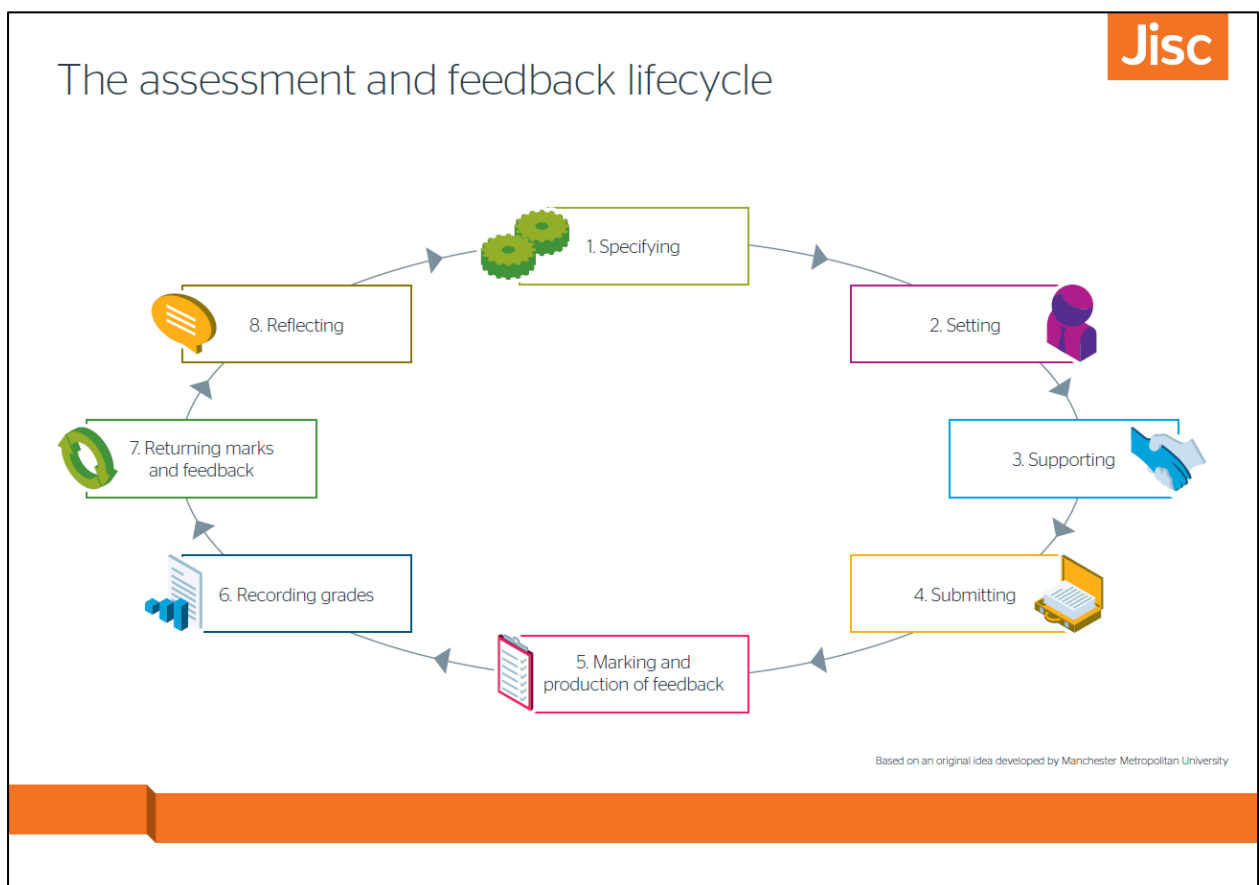 Jisc
The assessment and feedback lifecycle
1. Specifying
2. Setting
3. Supporting
4. Submitting
5. Marking and
production of feedback
6. Recording grades
7. Returning marks
and feedback
8. Reflecting
Based on an original idea developed by Manchester Metropolitan University